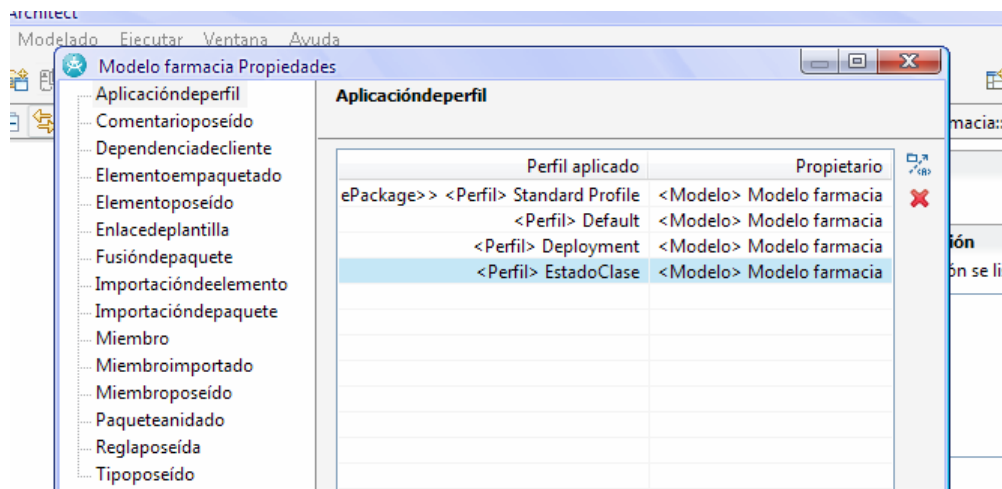 Architect
Modelado Ejecutar Ventana Ayuda
Modelo farmacia Propiedades
Aplicacióndeperfil
Comentarioposeído
Dependenciadecliente
Elementoempaquetado
Elementoposeído
Enlacedeplantilla
Fusióndepaquete
Importacióndeelemento
Importacióndepaquete
Miembro
Miembroimportado
Miembroposeído
Paqueteanidado
Reglaposeída
Tipoposeído
Aplicacióndeperfil
Perfil aplicado Propietario
ePackage>> <Perfil> Standard Profile <Modelo> Modelo farmacia
<Perfil> Default <Modelo> Modelo farmacia
<Perfil> Deployment <Modelo> Modelo farmacia
<Perfil> EstadoClase <Modelo> Modelo farmacia
macia::
ión
ón se li